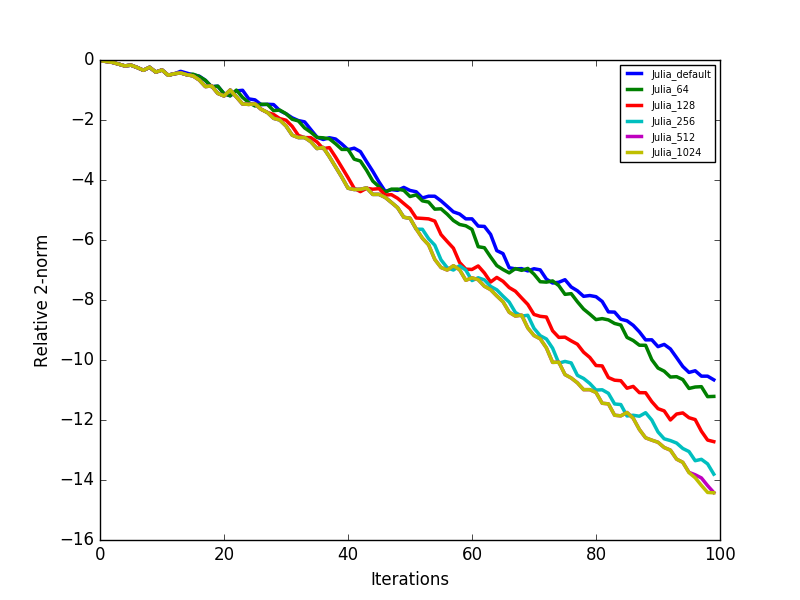 Julia_default
Julia_64
Julia_128
Julia_256
Julia_512
Julia_1024
0
−2
−4
−6
−8
−10
−12
−14
−16
Relative 2-norm
0 20 40 60 80 100
Iterations